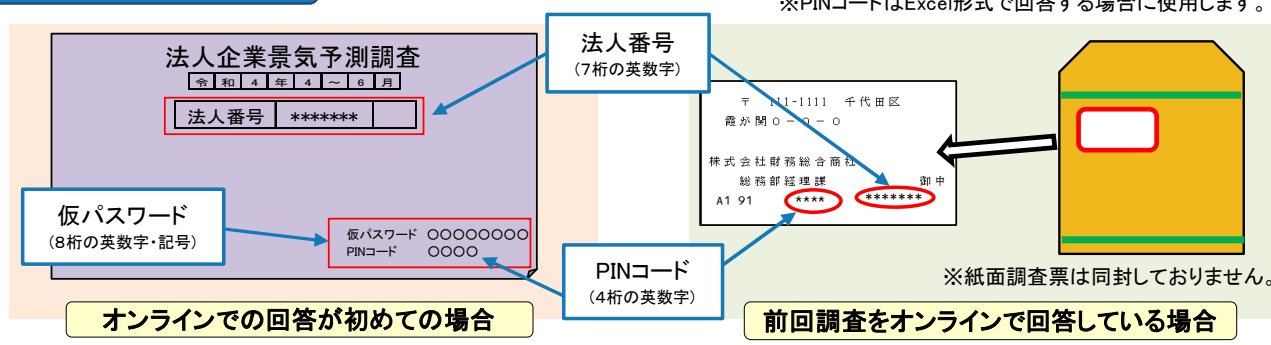 ※PINコードはExcel形式で回答する場合に使用します。
法人企業景気予測調査
令和4年4~6月
法人番号 *******
仮パスワード
(8桁の英数字・記号)
仮パスワード ○○○○○○○○
PINコード ○○○○
オンラインでの回答が初めての場合
法人番号
(7桁の英数字)
PINコード
(4桁の英数字)
〒 111-1111 千代田区
霞が関○-○-○
株式会社財務総合商社
総務部経理課 御中
A1 91 **** *******
※紙面調査票は同封しておりません。
前回調査をオンラインで回答している場合